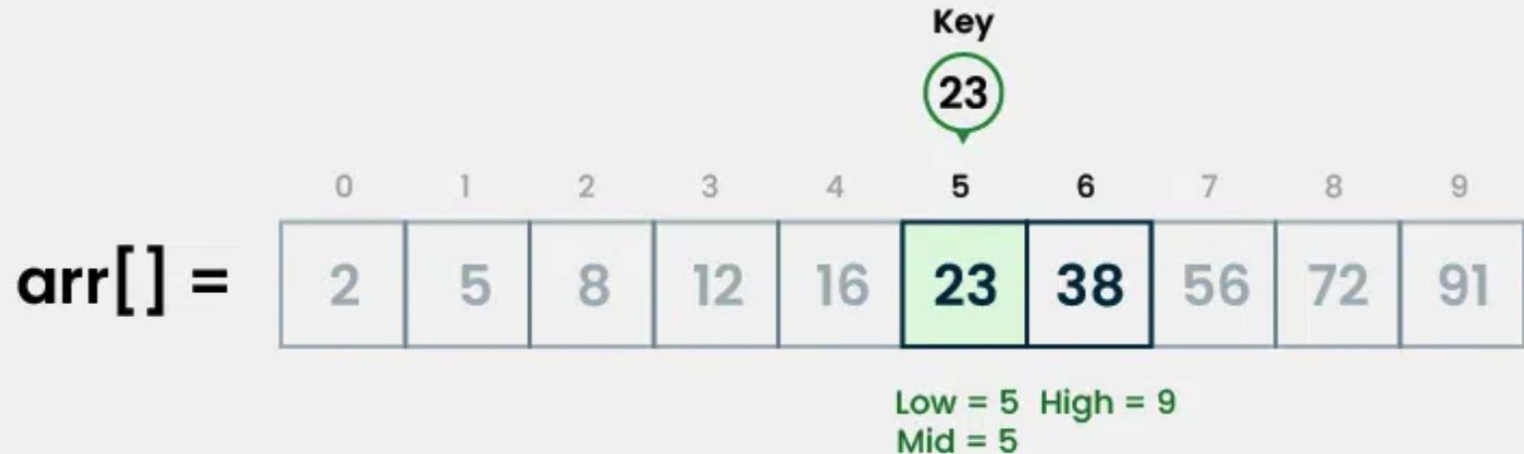 Key
23
0 1 2 3 4 5 6 7 8 9
arr[] = 2 5 8 12 16 23 38 56 72 91
Low = 5 High = 9
Mid = 5